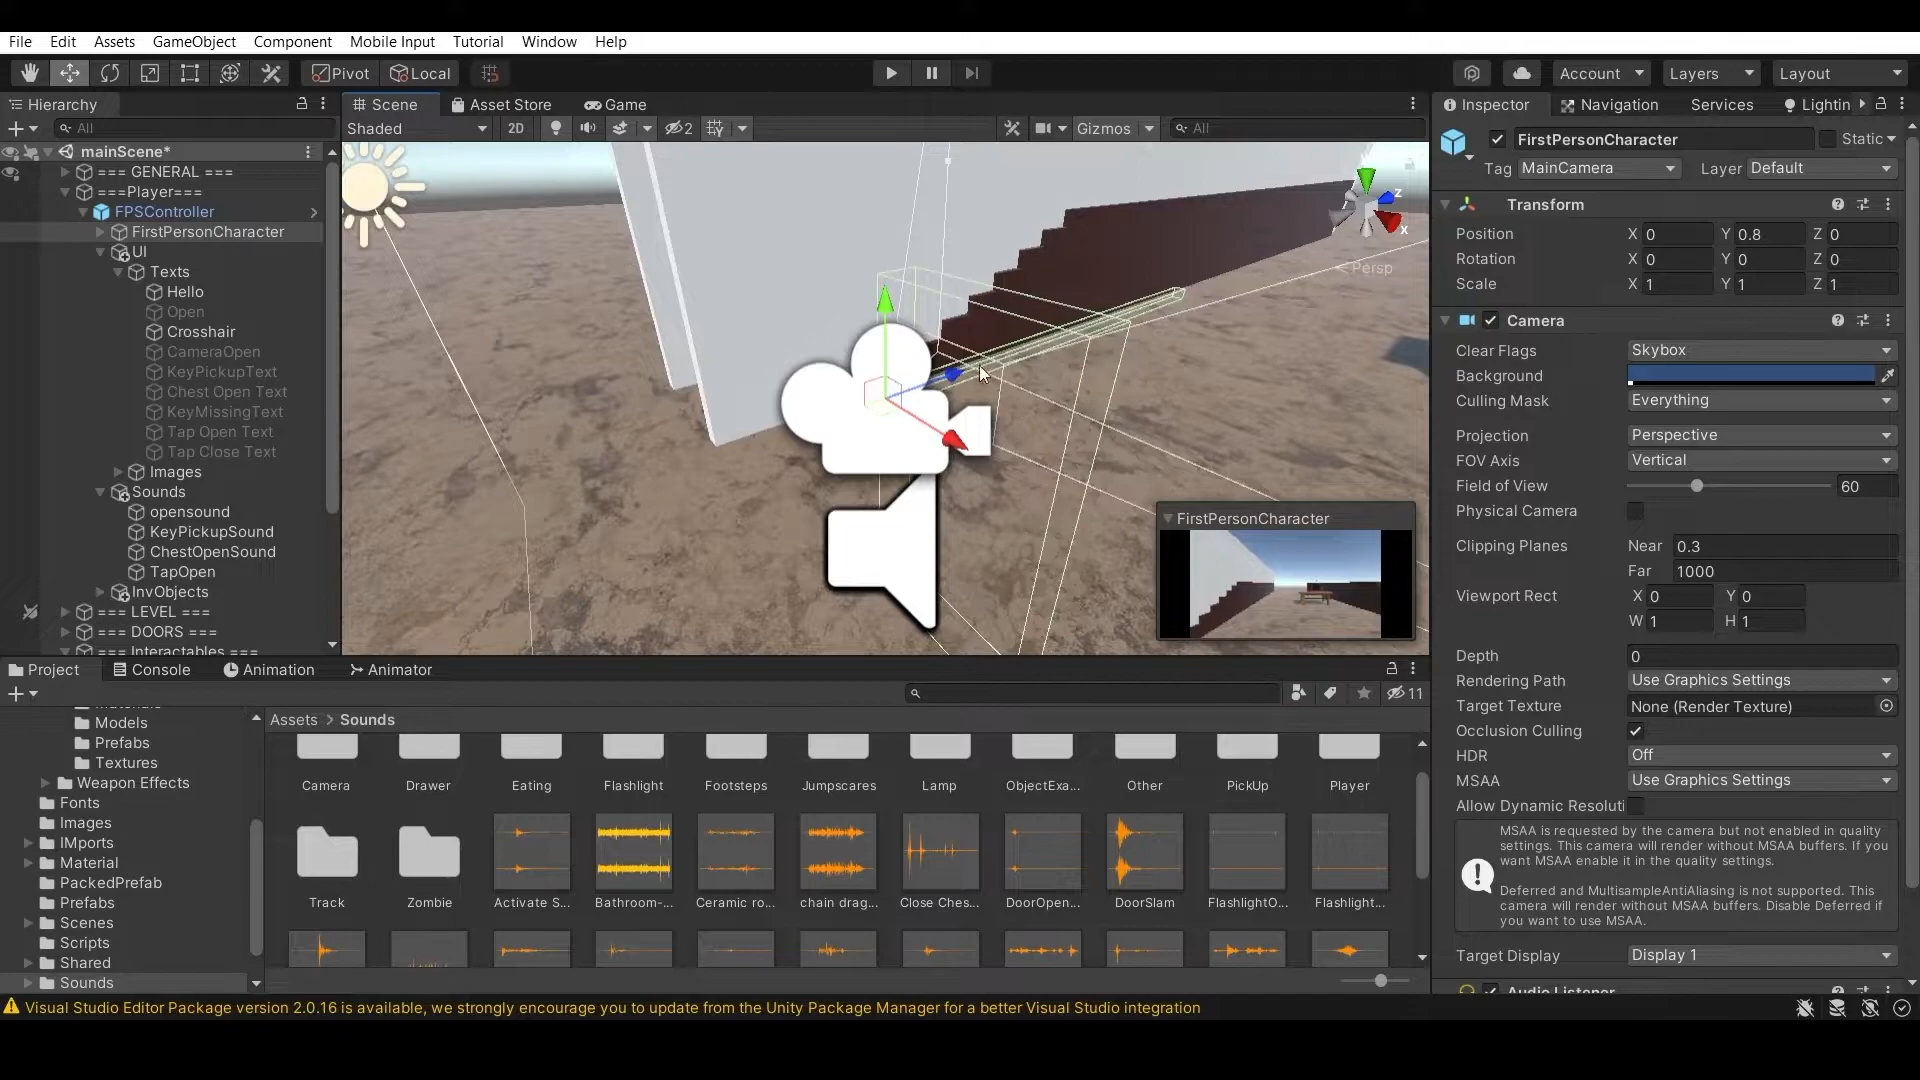 File Edit Assets GameObject Component Mobile Input Tutorial Window Help
Pivot Local Account Layers Layout
Hierarchy
All
mainScene*
=== GENERAL ===
===Player===
FPSController
FirstPersonCharacter
UI
Texts
Hello
Open
Crosshair
CameraOpen
KeyPickupText
Chest Open Text
KeyMissingText
Tap Open Text
Tap Close Text
Images
Sounds
opensound
KeyPickupSound
ChestOpenSound
TapOpen
InvObjects
=== LEVEL ===
=== DOORS ===
=== Interactables ===
Scene Asset Store Game
Shaded 2D 2 Gizmos All
z
x
Persp
FirstPersonCharacter
Inspector Navigation Services Lightin
FirstPersonCharacter Static
Tag MainCamera Layer Default
Transform
Position X 0 Y 0.8 Z 0
Rotation X 0 Y 0 Z 0
Scale X 1 Y 1 Z 1
Camera
Clear Flags Skybox
Background
Culling Mask Everything
Projection Perspective
FOV Axis Vertical
Field of View 60
Physical Camera
Clipping Planes Near 0.3
Far 1000
Viewport Rect X 0 Y 0
W 1 H 1
Depth 0
Rendering Path Use Graphics Settings
Target Texture None (Render Texture)
Occlusion Culling
HDR Off
MSAA Use Graphics Settings
Allow Dynamic Resoluti
MSAA is requested by the camera but not enabled in quality
settings. This camera will render without MSAA buffers. If you
want MSAA enable it in the quality settings.
Deferred and MultisampleAntiAliasing is not supported. This
camera will render without MSAA buffers. Disable Deferred if
you want to use MSAA.
Target Display Display 1
Audio Listener
Project Console Animation Animator
11
Materials
Models
Prefabs
Textures
Weapon Effects
Fonts
Images
IMports
Material
PackedPrefab
Prefabs
Scenes
Scripts
Shared
Sounds
Assets > Sounds
Camera Drawer Eating Flashlight Footsteps Jumpscares Lamp ObjectExa... Other PickUp Player
Track Zombie Activate S... Bathroom-... Ceramic ro... chain drag... Close Ches... DoorOpen... DoorSlam FlashlightO... Flashlight...
Visual Studio Editor Package version 2.0.16 is available, we strongly encourage you to update from the Unity Package Manager for a better Visual Studio integration